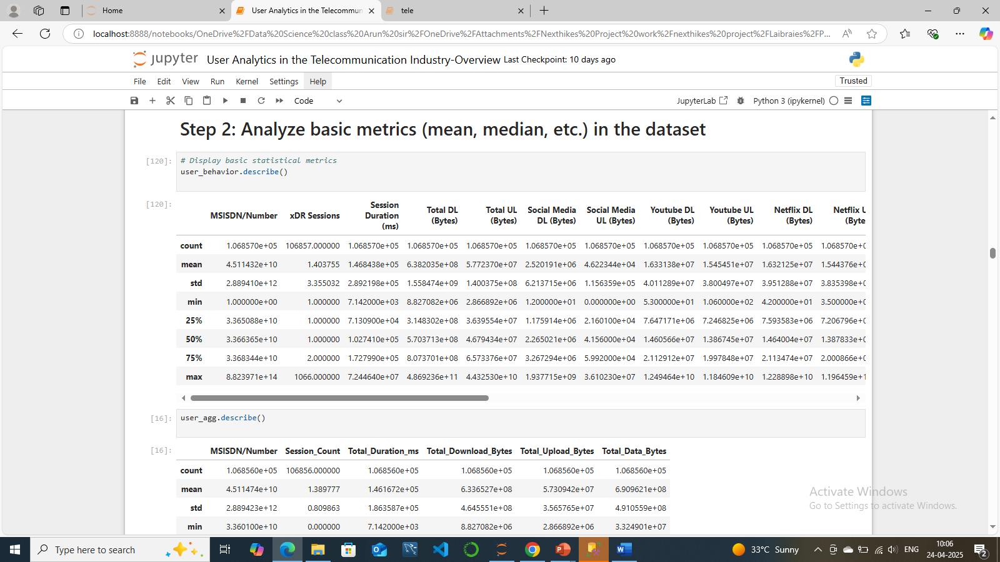 Home
User Analytics in the Telecommun
tele
localhost:8888/notebooks/OneDrive%2FData%20Science%20class%20Arun%20sir%2FOneDrive%2FAttachments%2FNexthikes%20Project%20work%2Fnexthikes%20project%2FLaibraies%2FP...
jupyter User Analytics in the Telecommunication Industry-Overview Last Checkpoint: 10 days ago
File Edit View Run Kernel Settings Help Trusted
Code JupyterLab Python 3 (ipykernel)
Step 2: Analyze basic metrics (mean, median, etc.) in the dataset
[120]: # Display basic statistical metrics
user_behavior.describe()
[120]:
MSISDN/Number xDR Sessions Session Duration (ms) Total DL (Bytes) Total UL (Bytes) Social Media DL (Bytes) Social Media UL (Bytes) Youtube DL (Bytes) Youtube UL (Bytes) Netflix DL (Bytes) Netflix U (Byte
count 1.068570e+05 106857.000000 1.068570e+05 1.068570e+05 1.068570e+05 1.068570e+05 1.068570e+05 1.068570e+05 1.068570e+05 1.068570e+05 1.068570e+0
mean 4.511432e+10 1.403755 1.468438e+05 6.382035e+08 5.772370e+07 2.520191e+06 4.622344e+04 1.633138e+07 1.545451e+07 1.632125e+07 1.544376e+0
std 2.889410e+12 3.355032 2.892198e+05 1.558474e+09 1.400375e+08 6.213715e+06 1.156359e+05 4.011289e+07 3.800497e+07 3.951288e+07 3.835398e+0
min 1.000000e+00 1.000000 7.142000e+03 8.827082e+06 2.866892e+06 1.200000e+01 0.000000e+00 5.300000e+01 1.060000e+02 4.200000e+01 3.500000e+0
25% 3.365088e+10 1.000000 7.130900e+04 3.148302e+08 3.639554e+07 1.175914e+06 2.160100e+04 7.647171e+06 7.246825e+06 7.593583e+06 7.206796e+0
50% 3.366365e+10 1.000000 1.027410e+05 5.703713e+08 4.679434e+07 2.265021e+06 4.156000e+04 1.460566e+07 1.386745e+07 1.464004e+07 1.387833e+0
75% 3.368344e+10 2.000000 1.727990e+05 8.073701e+08 6.573376e+07 3.267294e+06 5.992000e+04 2.112912e+07 1.997848e+07 2.113474e+07 2.000866e+0
max 8.823971e+14 1066.000000 7.244640e+07 4.869236e+11 4.432530e+10 1.937715e+09 3.610230e+07 1.249464e+10 1.184609e+10 1.228898e+10 1.196459e+1
[16]: user_agg.describe()
[16]: MSISDN/Number Session_Count Total_Duration_ms Total_Download_Bytes Total_Upload_Bytes Total_Data_Bytes
count 1.068560e+05 106856.000000 1.068560e+05 1.068560e+05 1.068560e+05 1.068560e+05
mean 4.511474e+10 1.389777 1.461672e+05 6.336527e+08 5.730942e+07 6.909621e+08
std 2.889423e+12 0.809863 1.863587e+05 4.645551e+08 3.565765e+07 4.910559e+08
min 3.360100e+10 0.000000 7.142000e+03 8.827082e+06 2.866892e+06 3.324901e+07
Activate Windows
Go to Settings to activate Windows.
Type here to search
33°C Sunny
ENG
10:06
24-04-2025
2